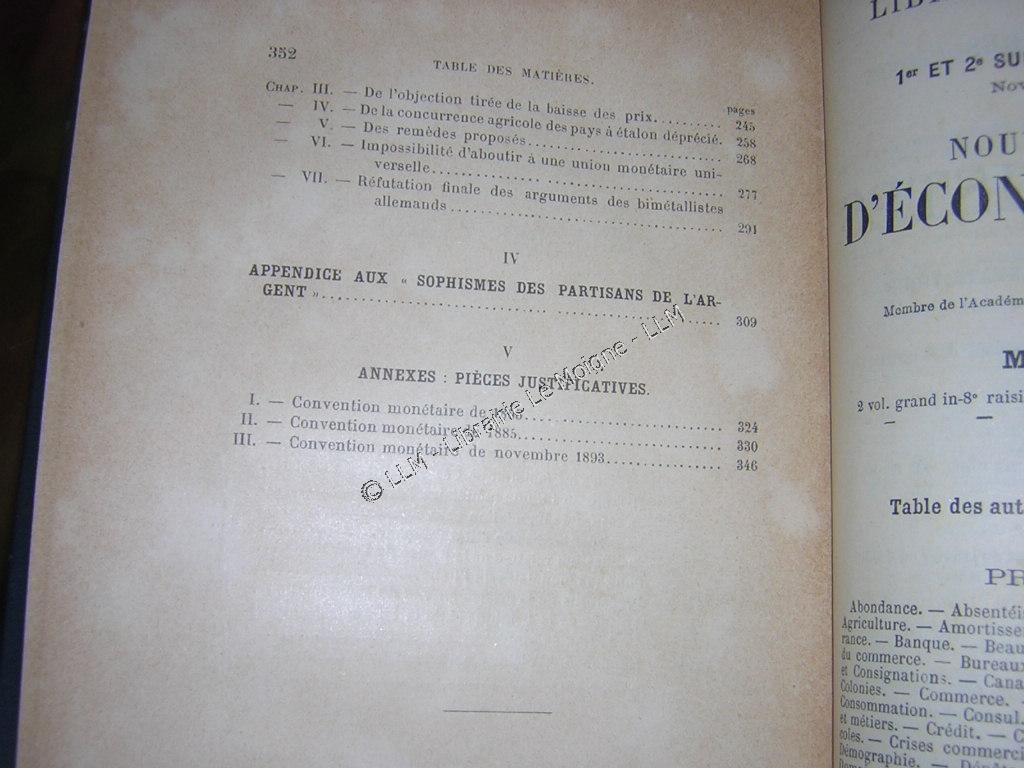 352
TABLE DES MATIÈRES.
pages
CHAP. III. — De l'objection tirée de la baisse des prix.......... 245
— IV. — De la concurrence agricole des pays à étalon déprécié. 258
— V. — Des remèdes proposés.............................. 268
— VI. — Impossibilité d'aboutir à une union monétaire uni-
verselle........................................ 277
— VII. — Réfutation finale des arguments des bimétallistes
allemands........................................ 291
IV
APPENDICE AUX « SOPHISMES DES PARTISANS DE L'AR-
GENT »........................................ 309
V
ANNEXES : PIÈCES JUSTIFICATIVES.
I. — Convention monétaire de .............................. 324
II. — Convention monétaire 1885.............................. 330
III. — Convention monétaire de novembre 1893................. 346
© LLM - Librairie Le Moigne - LLM
1er ET 2e SU
NOU
D'ÉCON
Membre de l'Académ
M
2 vol. grand in-8° raisi
— —
Table des aut
PR
Abondance. — Absentéi
Agriculture. — Amortisse
rance. — Banque. — Beau
du commerce. — Bureaux
et Consignations. — Cana
Colonies. — Commerce. —
Consommation. — Consul.
et métiers. — Crédit. — C
coles. — Crises commerci
Démographie. —